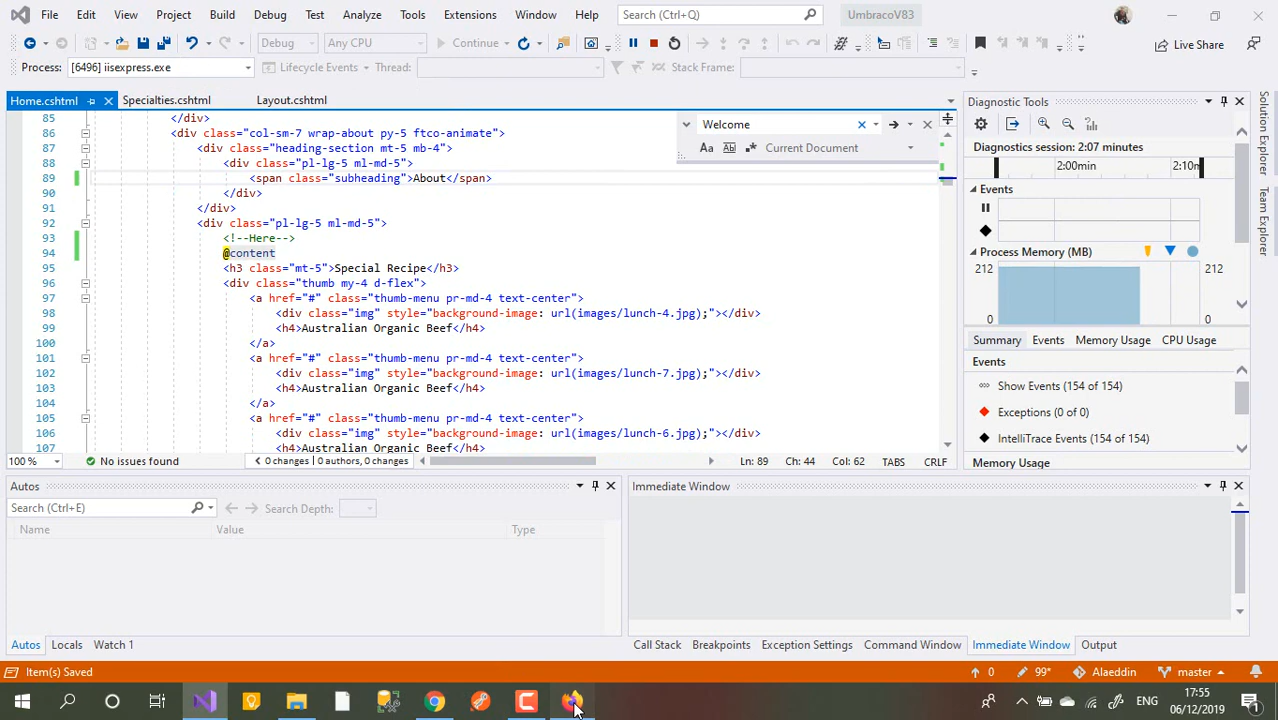 File Edit View Project Build Debug Test Analyze Tools Extensions Window Help Search (Ctrl+Q) UmbracoV83
Debug Any CPU Continue Live Share
Process: [6496] iisexpress.exe Lifecycle Events Thread: Stack Frame:
Home.cshtml Specialties.cshtml Layout.cshtml
Welcome
Aa Current Document
85 </div>
86 <div class="col-sm-7 wrap-about py-5 ftco-animate">
87 <div class="heading-section mt-5 mb-4">
88 <div class="pl-lg-5 ml-md-5">
89 <span class="subheading">About</span>
90 </div>
91 </div>
92 <div class="pl-lg-5 ml-md-5">
93 <!--Here-->
94 @content
95 <h3 class="mt-5">Special Recipe</h3>
96 <div class="thumb my-4 d-flex">
97 <a href="#" class="thumb-menu pr-md-4 text-center">
98 <div class="img" style="background-image: url(images/lunch-4.jpg);"></div>
99 <h4>Australian Organic Beef</h4>
100 </a>
101 <a href="#" class="thumb-menu pr-md-4 text-center">
102 <div class="img" style="background-image: url(images/lunch-7.jpg);"></div>
103 <h4>Australian Organic Beef</h4>
104 </a>
105 <a href="#" class="thumb-menu pr-md-4 text-center">
106 <div class="img" style="background-image: url(images/lunch-6.jpg);"></div>
107 <h4>Australian Organic Beef</h4>
100 % No issues found 0 changes | 0 authors, 0 changes Ln: 89 Ch: 44 Col: 62 TABS CRLF
Diagnostic Tools
Diagnostics session: 2:07 minutes
2:00min 2:10m
Events
Process Memory (MB)
212 212
0 0
Summary Events Memory Usage CPU Usage
Events
Show Events (154 of 154)
Exceptions (0 of 0)
IntelliTrace Events (154 of 154)
Memory Usage
Solution Explorer
Team Explorer
Autos
Search (Ctrl+E) Search Depth:
Name Value Type
Autos Locals Watch 1
Immediate Window
Call Stack Breakpoints Exception Settings Command Window Immediate Window Output
Item(s) Saved 0 99* Alaeddin master
ENG 17:55 06/12/2019 1